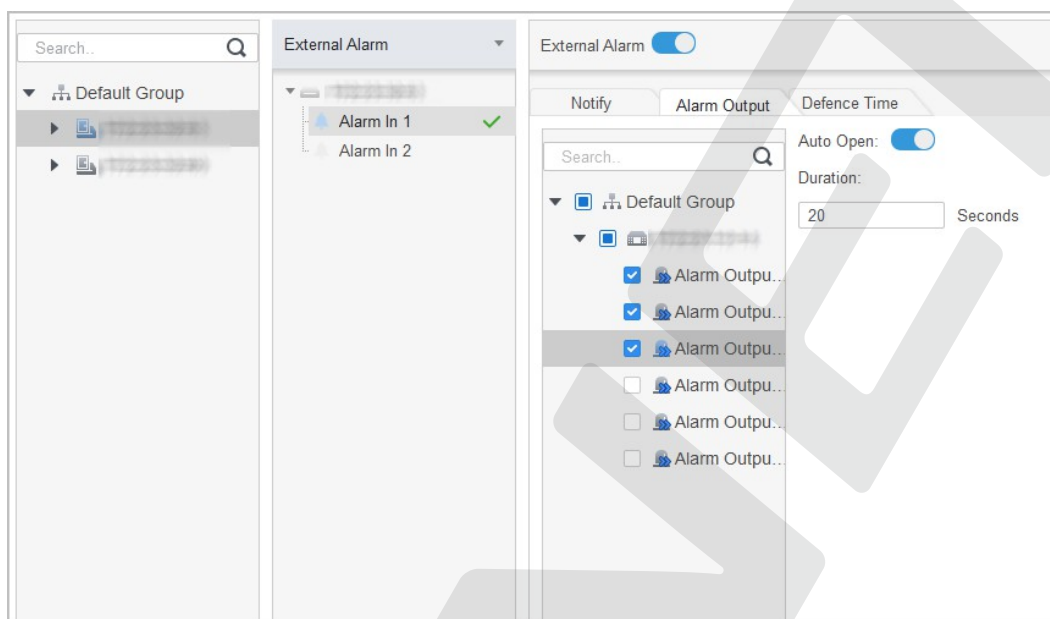 Search..
Default Group
External Alarm
Alarm In 1
Alarm In 2
External Alarm
Notify
Alarm Output
Defence Time
Search..
Default Group
Alarm Outpu...
Alarm Outpu...
Alarm Outpu...
Alarm Outpu...
Alarm Outpu...
Alarm Outpu...
Auto Open:
Duration:
20 Seconds